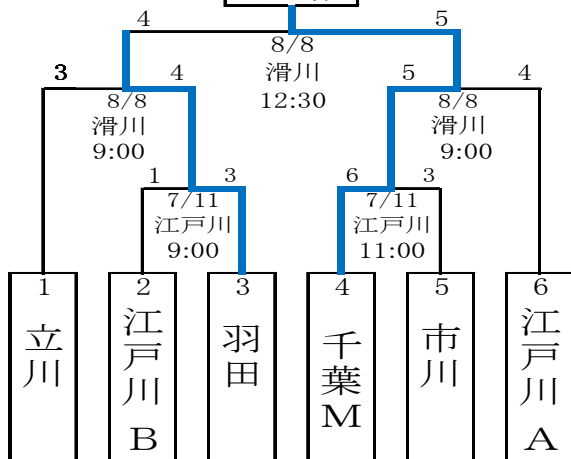 4 5
8/8
滑川
12:30
3 4 5 4
8/8 8/8
滑川 滑川
9:00 9:00
1 3 6 3
7/11 7/11
江戸川 江戸川
9:00 11:00
1 2 3 4 5 6
立川
江戸川B
羽田
千葉M
市川
江戸川A